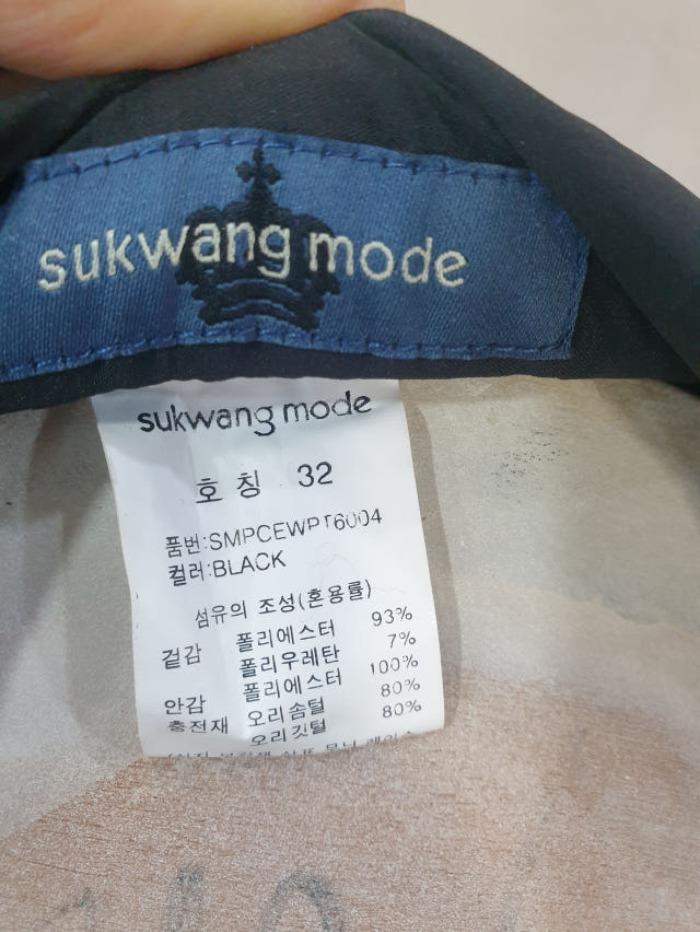 sukwang mode
sukwang mode
호 칭 32
품번:SMPCEWPT6004
컬러:BLACK
섬유의 조성(혼용률)
겉감 폴리에스터 93%
폴리우레탄 7%
안감 폴리에스터 100%
충전재 오리솜털 80%
오리깃털 80%